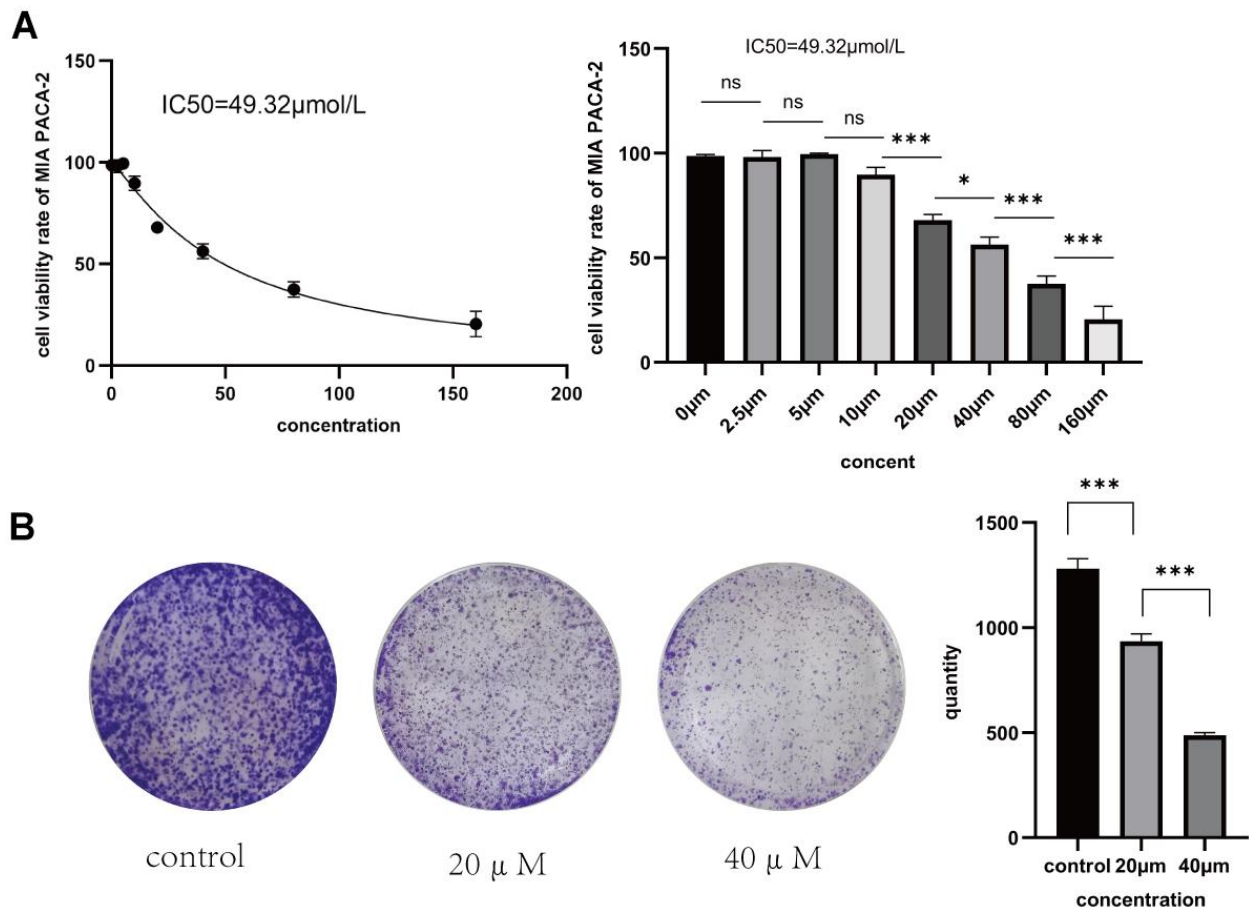 A
IC50=49.32μmol/L
cell viability rate of MIA PACA-2
150
100
50
0
0
50
100
150
200
concentration
IC50=49.32μmol/L
cell viability rate of MIA PACA-2
150
100
50
0
ns
ns
ns
***
*
***
***
0μm
2.5μm
5μm
10μm
20μm
40μm
80μm
160μm
concent
B
control
20 μ M
40 μ M
quantity
1500
1000
500
0
***
***
control
20μm
40μm
concentration